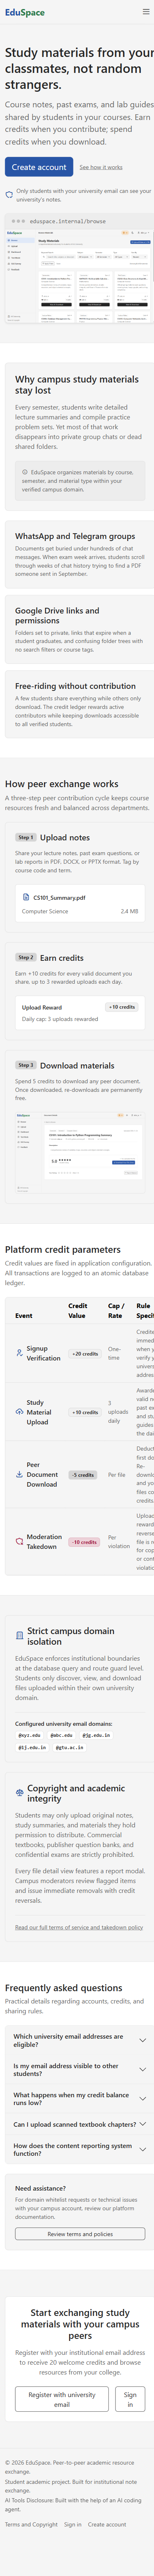 EduSpace
Study materials from your
classmates, not random
strangers.
Course notes, past exams, and lab guides
shared by students in your courses. Earn
credits when you contribute; spend
credits when you download.
Create account
See how it works
Only students with your university email can see your
university's notes.
eduspace.internal/browse
Study Materials
Why campus study materials
stay lost
Every semester, students write detailed
lecture summaries and compile practice
problem sets. Yet most of that work
disappears into private group chats or dead
shared folders.
EduSpace organizes materials by course,
semester, and material type within your
verified campus domain.
WhatsApp and Telegram groups
Documents get buried under hundreds of chat
messages. When exam week arrives, students scroll
through weeks of chat history trying to find a PDF
someone sent in September.
Google Drive links and
permissions
Folders set to private, links that expire when a
student graduates, and confusing folder trees with
no search filters or course tags.
Free-riding without contribution
A few students share everything while others only
download. The credit ledger rewards active
contributors while keeping downloads accessible
to all verified students.
How peer exchange works
A three-step peer contribution cycle keeps course
resources fresh and balanced across departments.
Step 1
Upload notes
Share your lecture notes, past exam questions, or
lab reports in PDF, DOCX, or PPTX format. Tag by
course code and term.
CS101_Summary.pdf
Computer Science
2.4 MB
Step 2
Earn credits
Earn +10 credits for every valid document you
share, up to 3 rewarded uploads each day.
Upload Reward
+10 credits
Daily cap: 3 uploads rewarded
Step 3
Download materials
Spend 5 credits to download any peer document.
Once downloaded, re-downloads are permanently
free.
EduSpace
Platform credit parameters
Credit values are fixed in application configuration.
All transactions are logged to an atomic database
ledger.
Event
Credit
Value
Cap /
Rate
Rule
Specif
Signup
Verification
+20 credits
One-
time
Study
Material
Upload
+10 credits
3
uploads
daily
Peer
Document
Download
-5 credits
Per file
Moderation
Takedown
-10 credits
Per
violation
Strict campus domain
isolation
EduSpace enforces institutional boundaries
at the database query and route guard level.
Students only discover, view, and download
files uploaded within their own university
domain.
Configured university email domains:
@xyz.edu
@abc.edu
@jg.edu.in
@ij.edu.in
@gtu.ac.in
Copyright and academic
integrity
Students may only upload original notes,
study summaries, and materials they hold
permission to distribute. Commercial
textbooks, publisher question banks, and
confidential exams are strictly prohibited.
Every file detail view features a report modal.
Campus moderators review flagged items
and issue immediate removals with credit
reversals.
Read our full terms of service and takedown policy
Frequently asked questions
Practical details regarding accounts, credits, and
sharing rules.
Which university email addresses are
eligible?
Is my email address visible to other
students?
What happens when my credit balance
runs low?
Can I upload scanned textbook chapters?
How does the content reporting system
function?
Need assistance?
For domain whitelist requests or technical issues
with your campus account, review our platform
documentation.
Review terms and policies
Start exchanging study
materials with your campus
peers
Register with your institutional email address
to receive 20 welcome credits and browse
resources from your college.
Register with university
email
Sign
in
© 2026 EduSpace. Peer-to-peer academic resource
exchange.
Student academic project. Built for institutional note
exchange.
AI Tools Disclosure: Built with the help of an AI coding
agent.
Terms and Copyright
Sign in
Create account